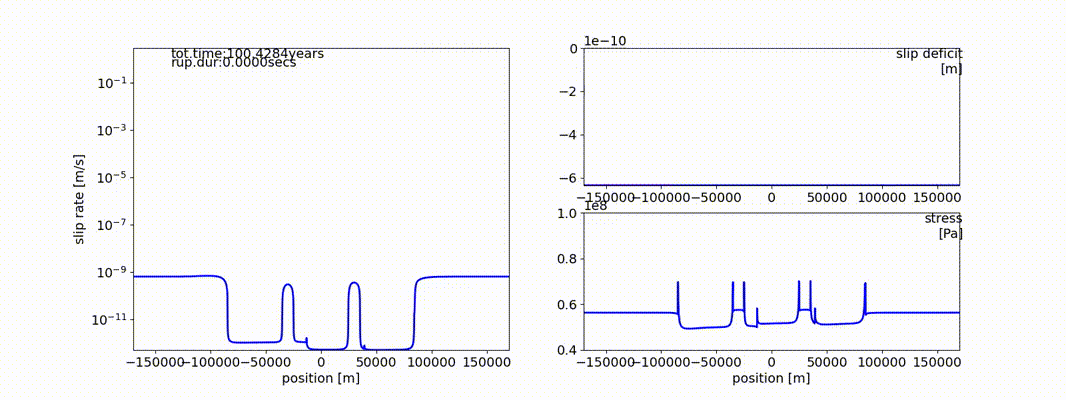 tot.time:100.4284years
rup.dur:0.0000secs
10⁻¹
10⁻³
10⁻⁵
10⁻⁷
10⁻⁹
10⁻¹¹
slip rate [m/s]
−150000 −100000 −50000 0 50000 100000 150000
position [m]
1e−10
slip deficit
[m]
0
−2
−4
−6
−150000 −100000 −50000 0 50000 100000 150000
1e8
stress
[Pa]
1.0
0.8
0.6
0.4
−150000 −100000 −50000 0 50000 100000 150000
position [m]